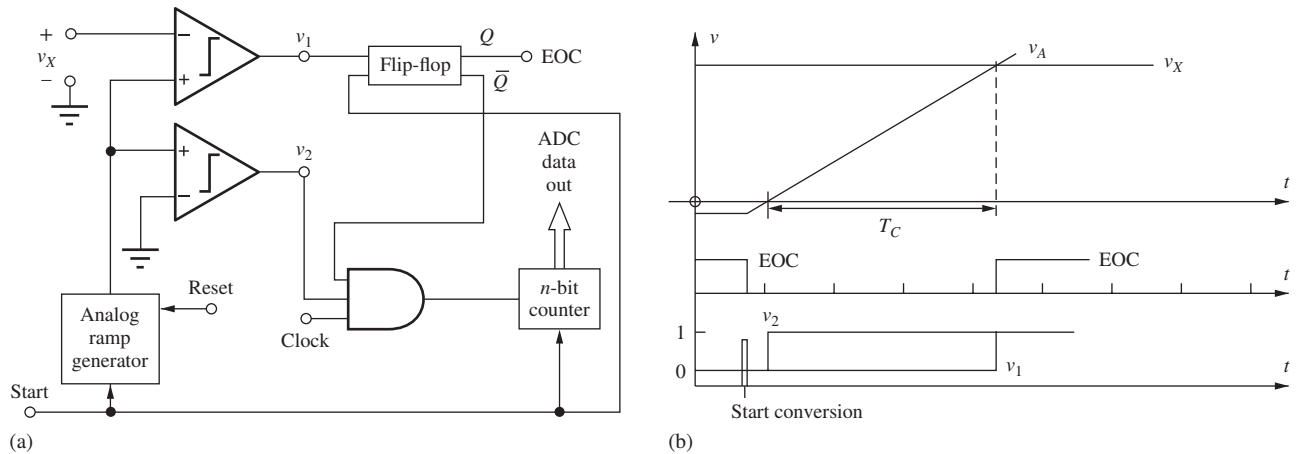 +
v_X
−
−
+
v_1
Flip-flop
Q
Q̅
EOC
+
−
v_2
ADC
data
out
n-bit
counter
Reset
Analog
ramp
generator
Clock
Start
(a)
v
v_A
v_X
t
T_C
EOC
EOC
t
v_2
1
0
v_1
t
Start conversion
(b)